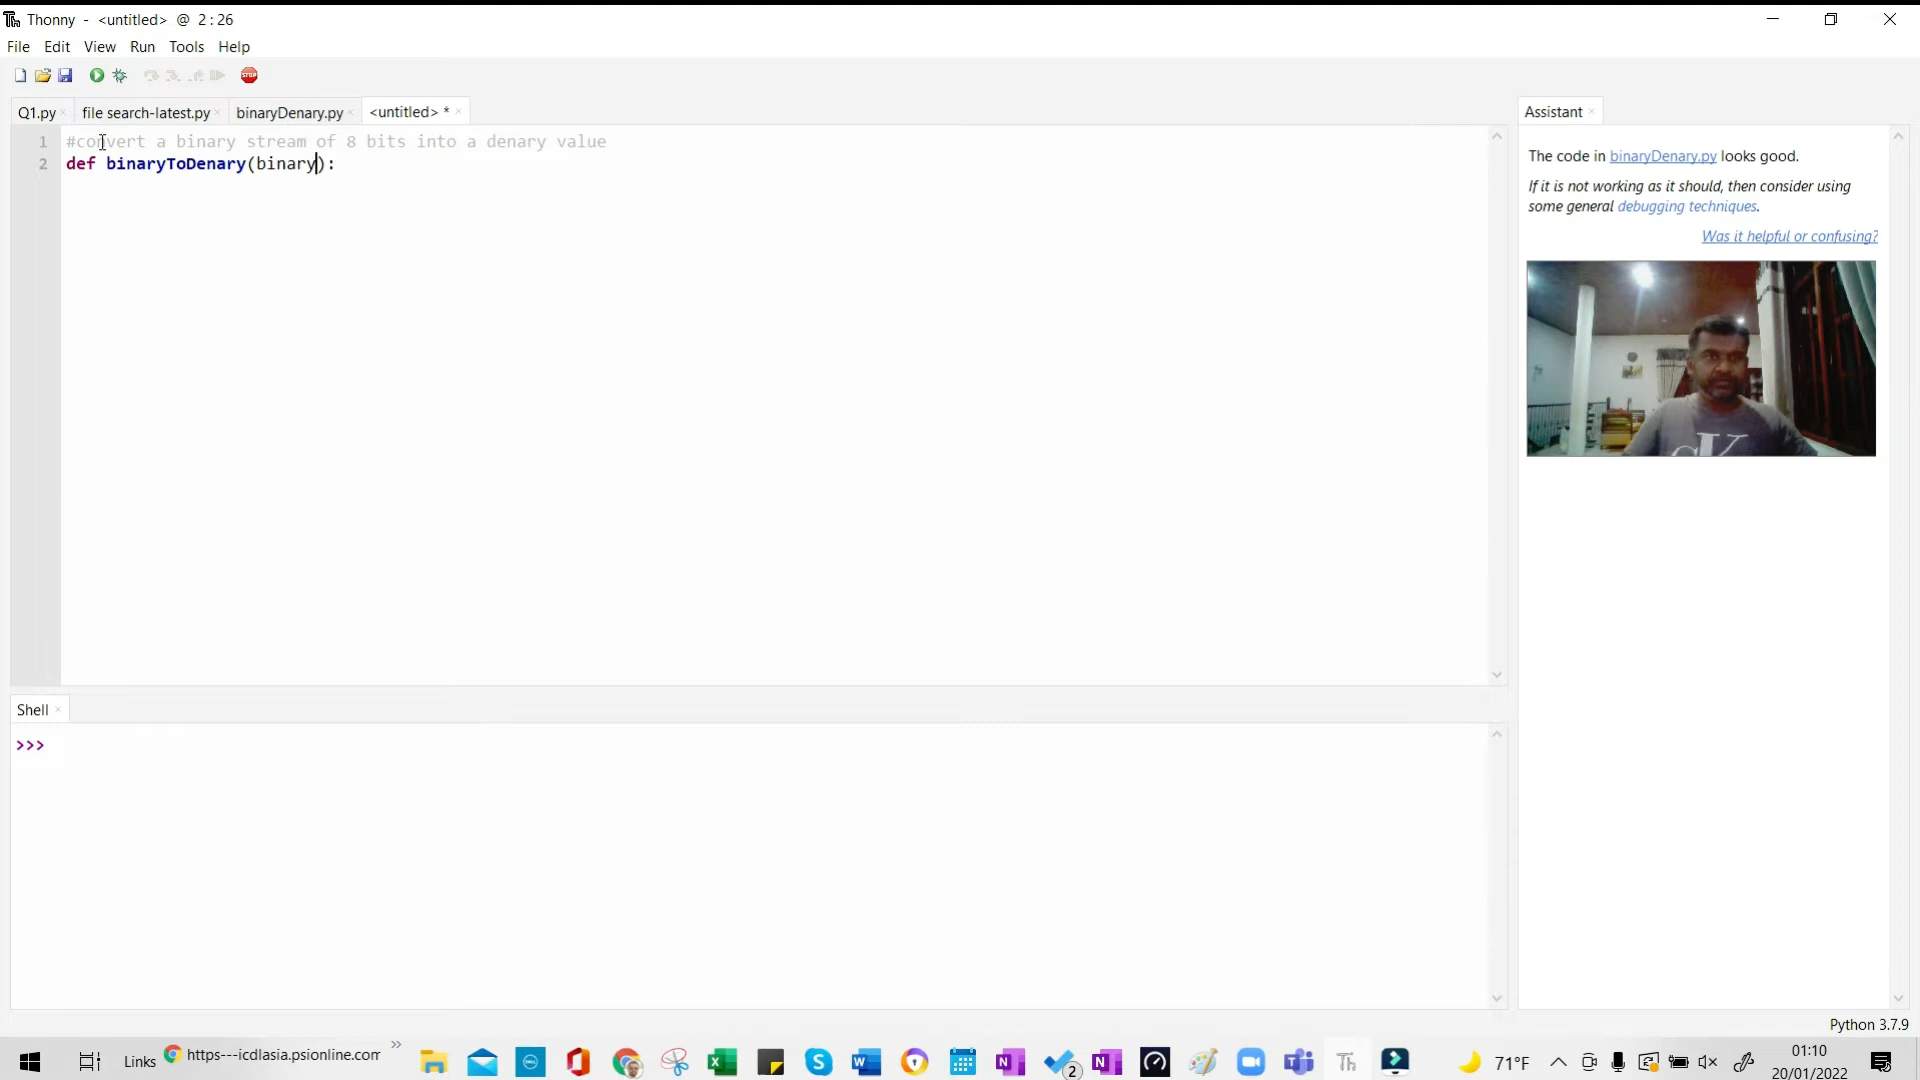 Thonny - <untitled> @ 2:26
File Edit View Run Tools Help
STOP
Q1.py × file search-latest.py × binaryDenary.py × <untitled> * ×
Assistant ×
1 #convert a binary stream of 8 bits into a denary value
2 def binaryToDenary(binary):
The code in binaryDenary.py looks good.
If it is not working as it should, then consider using
some general debugging techniques.
Was it helpful or confusing?
Shell ×
>>>
Python 3.7.9
Links https---icdlasia.psionline.com »
2
71°F
01:10
20/01/2022